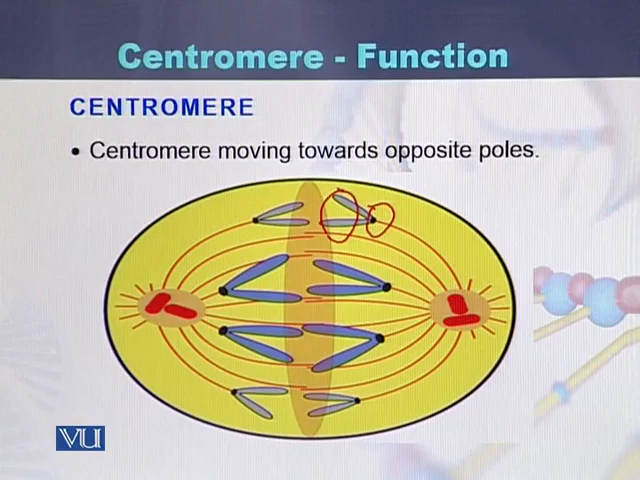 Centromere - Function
CENTROMERE
• Centromere moving towards opposite poles.
VU